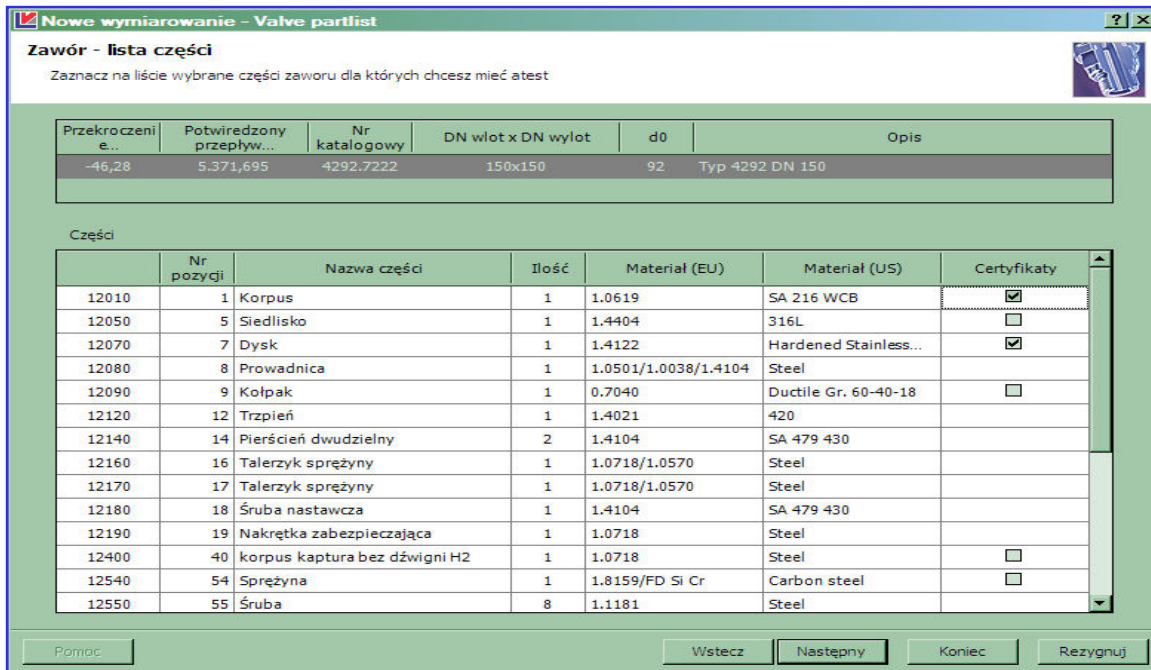 Nowe wymiarowanie - Valve partlist
Zawór - lista części
Zaznacz na liście wybrane części zaworu dla których chcesz mieć atest
Przekroczeni e... Potwiredzony przepływ... Nr katalogowy DN wlot x DN wylot d0 Opis
-46,28 5.371,695 4292.7222 150x150 92 Typ 4292 DN 150
Części
Nr pozycji Nazwa części Ilość Materiał (EU) Materiał (US) Certyfikaty
12010 1 Korpus 1 1.0619 SA 216 WCB
12050 5 Siedlisko 1 1.4404 316L
12070 7 Dysk 1 1.4122 Hardened Stainless...
12080 8 Prowadnica 1 1.0501/1.0038/1.4104 Steel
12090 9 Kołpak 1 0.7040 Ductile Gr. 60-40-18
12120 12 Trzpień 1 1.4021 420
12140 14 Pierścień dwudzielny 2 1.4104 SA 479 430
12160 16 Talerzyk sprężyny 1 1.0718/1.0570 Steel
12170 17 Talerzyk sprężyny 1 1.0718/1.0570 Steel
12180 18 Śruba nastawcza 1 1.4104 SA 479 430
12190 19 Nakrętka zabezpieczająca 1 1.0718 Steel
12400 40 korpus kaptura bez dźwigni H2 1 1.0718 Steel
12540 54 Sprężyna 1 1.8159/FD Si Cr Carbon steel
12550 55 Śruba 8 1.1181 Steel
Pomoc Wstecz Następny Koniec Rezygnuj